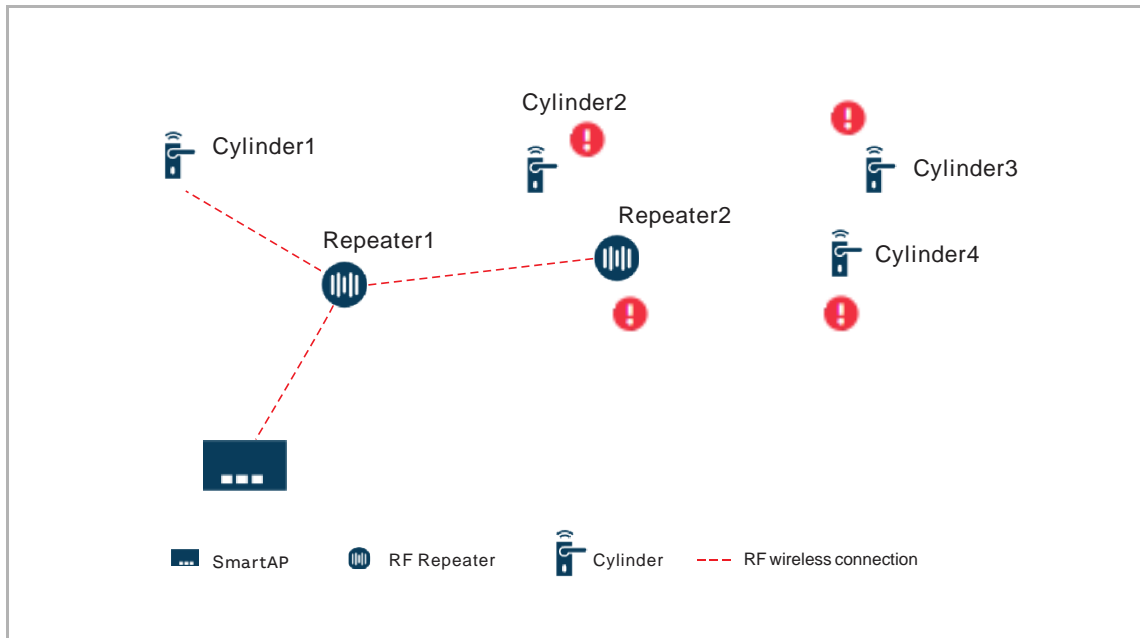 Cylinder2
Cylinder1
Cylinder3
Repeater2
Repeater1
Cylinder4
SmartAP
RF Repeater
Cylinder
RF wireless connection